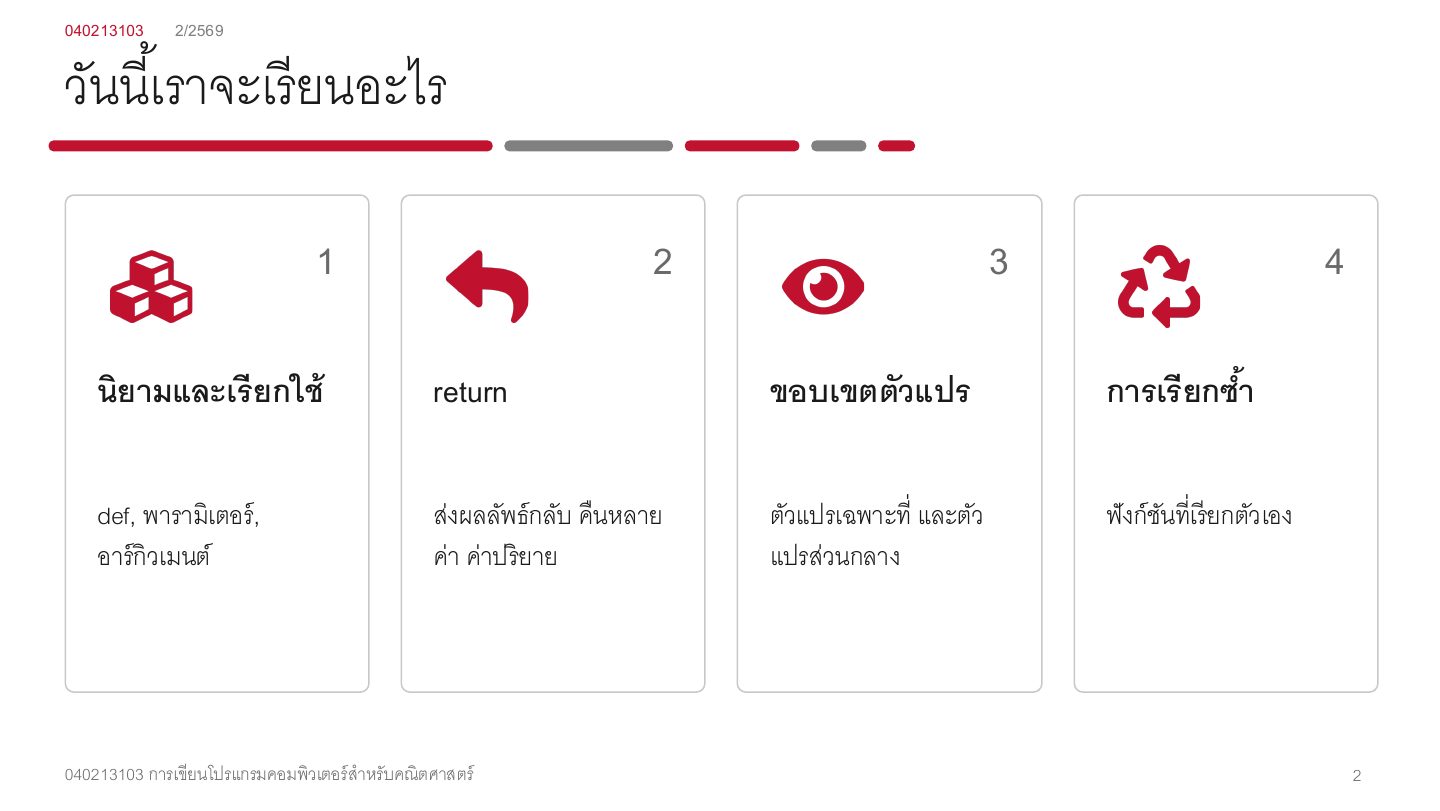 040213103 2/2569
วันนี้เราจะเรียนอะไร
1
นิยามและเรียกใช้
def, พารามิเตอร์,
อาร์กิวเมนต์
2
return
ส่งผลลัพธ์กลับ คืนหลาย
ค่า ค่าปริยาย
3
ขอบเขตตัวแปร
ตัวแปรเฉพาะที่ และตัว
แปรส่วนกลาง
4
การเรียกซ้ำ
ฟังก์ชันที่เรียกตัวเอง
040213103 การเขียนโปรแกรมคอมพิวเตอร์สำหรับคณิตศาสตร์
2